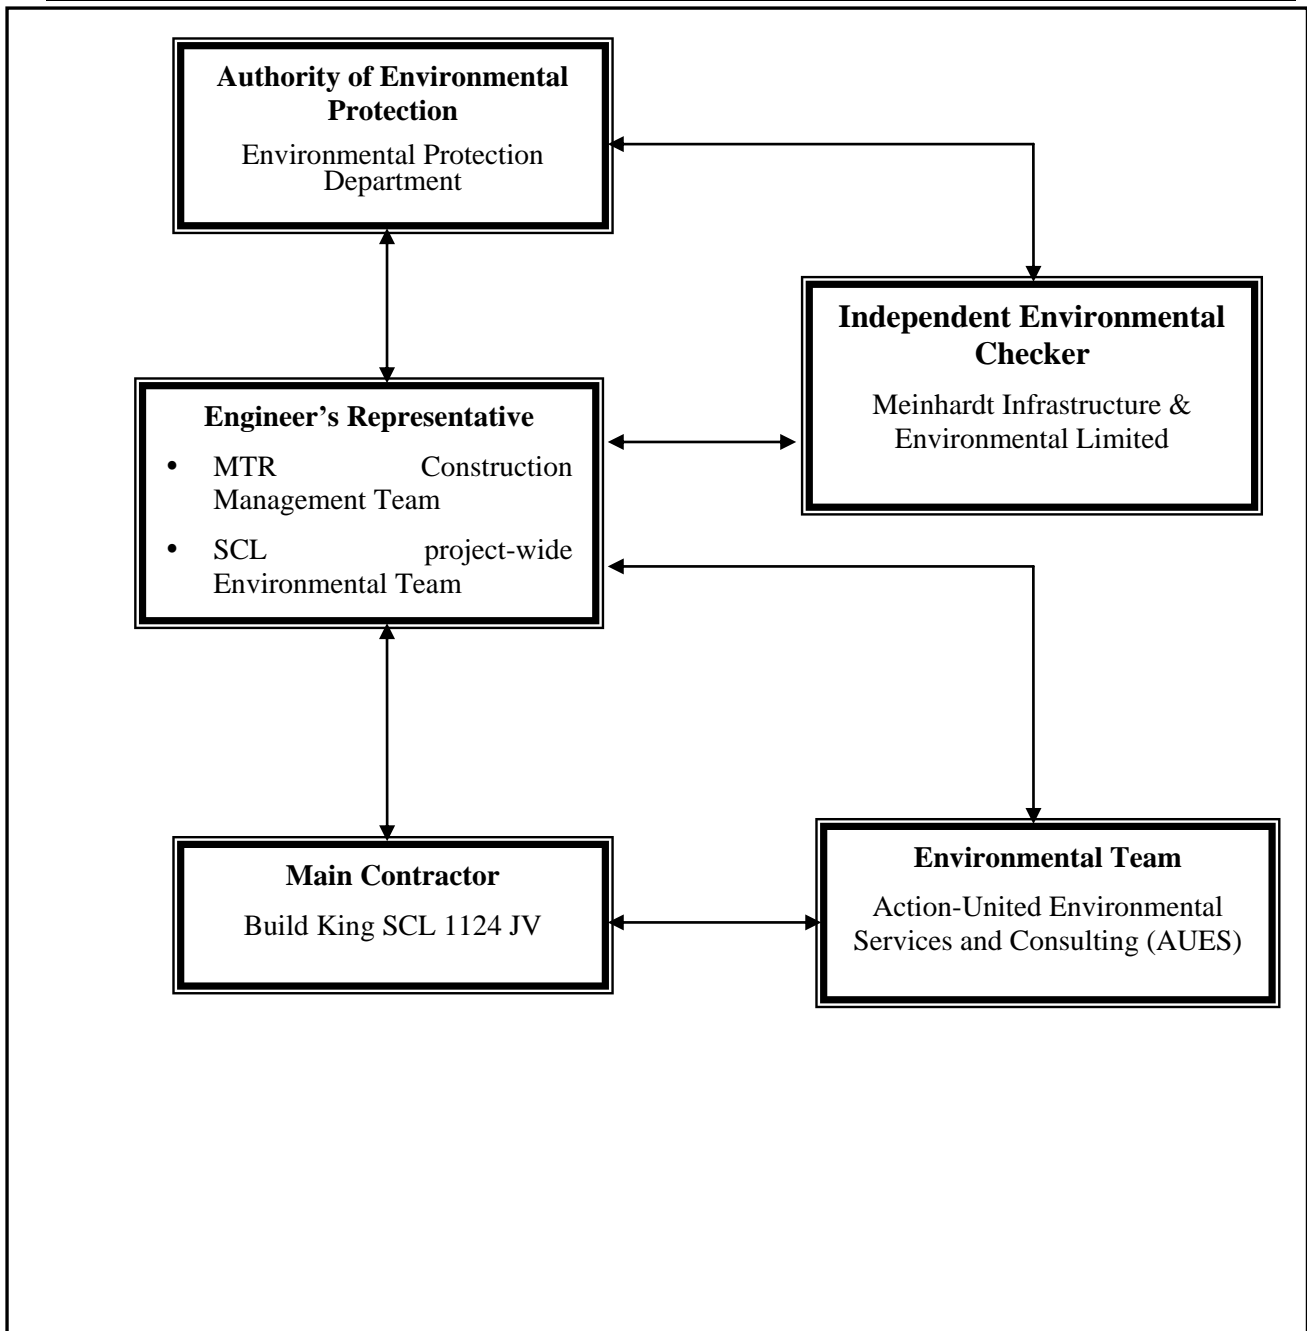 Authority of Environmental
Protection
Environmental Protection
Department
Independent Environmental
Checker
Meinhardt Infrastructure &
Environmental Limited
Engineer’s Representative
• MTR Construction
Management Team
• SCL project-wide
Environmental Team
Main Contractor
Build King SCL 1124 JV
Environmental Team
Action-United Environmental
Services and Consulting (AUES)